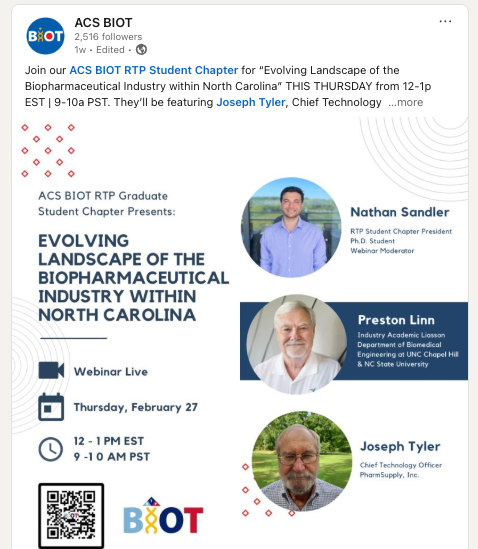 BIOT
ACS BIOT
2,516 followers
1w • Edited •
Join our ACS BIOT RTP Student Chapter for “Evolving Landscape of the
Biopharmaceutical Industry within North Carolina” THIS THURSDAY from 12-1p
EST | 9-10a PST. They’ll be featuring Joseph Tyler, Chief Technology ...more
ACS BIOT RTP Graduate
Student Chapter Presents:
EVOLVING
LANDSCAPE OF THE
BIOPHARMACEUTICAL
INDUSTRY WITHIN
NORTH CAROLINA
Webinar Live
Thursday, February 27
12 - 1 PM EST
9 -1 0 AM PST
BIOT
Nathan Sandler
RTP Student Chapter President
Ph.D. Student
Webinar Moderator
Preston Linn
Industry Academic Liasson
Department of Biomedical
Engineering at UNC Chapel Hill
& NC State University
Joseph Tyler
Chief Technology Officer
PharmSupply, Inc.